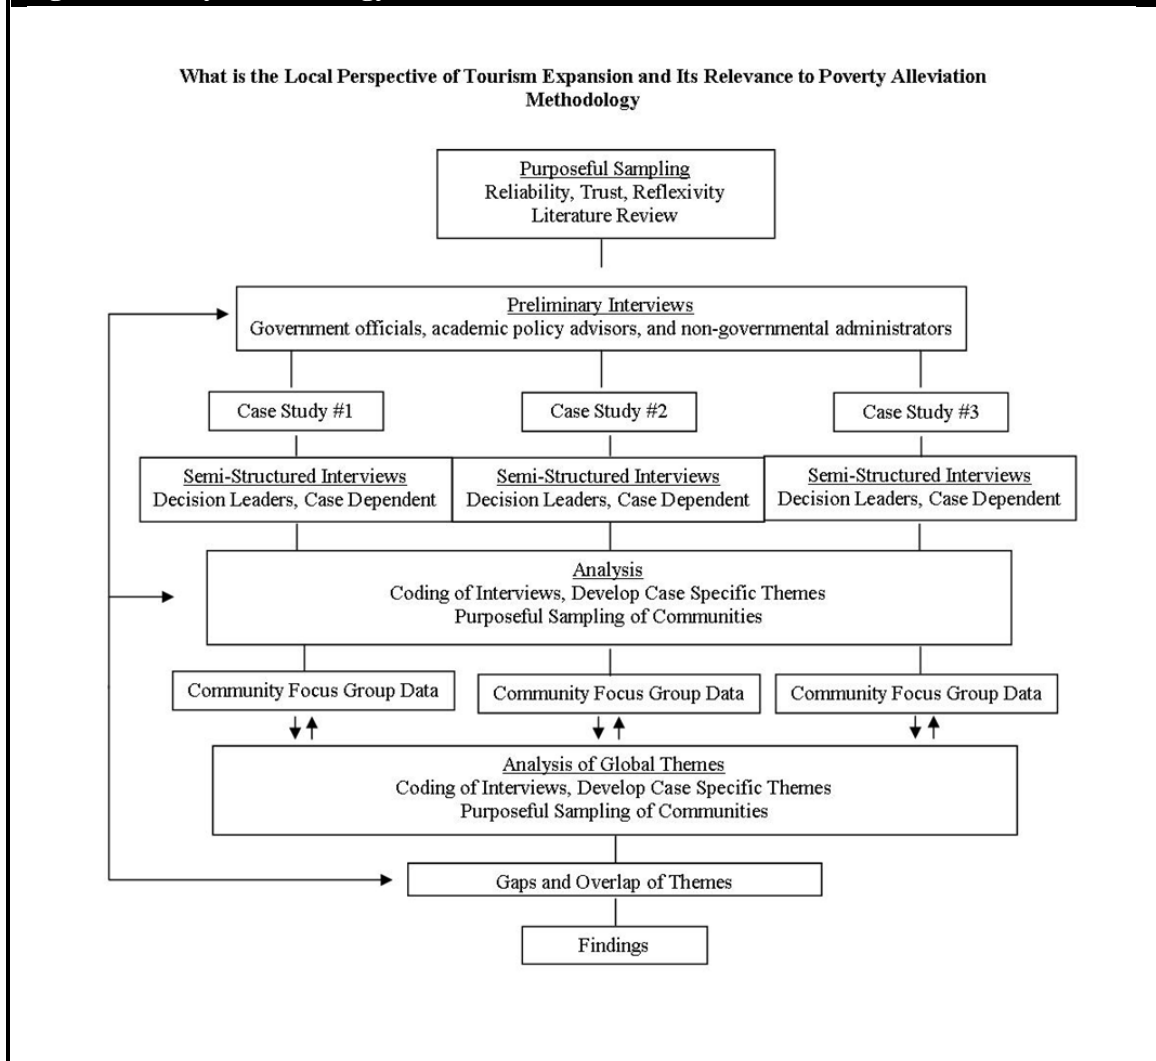 What is the Local Perspective of Tourism Expansion and Its Relevance to Poverty Alleviation
Methodology
Purposeful Sampling
Reliability, Trust, Reflexivity
Literature Review
Preliminary Interviews
Government officials, academic policy advisors, and non-governmental administrators
Case Study #1
Case Study #2
Case Study #3
Semi-Structured Interviews
Decision Leaders, Case Dependent
Semi-Structured Interviews
Decision Leaders, Case Dependent
Semi-Structured Interviews
Decision Leaders, Case Dependent
Analysis
Coding of Interviews, Develop Case Specific Themes
Purposeful Sampling of Communities
Community Focus Group Data
Community Focus Group Data
Community Focus Group Data
Analysis of Global Themes
Coding of Interviews, Develop Case Specific Themes
Purposeful Sampling of Communities
Gaps and Overlap of Themes
Findings